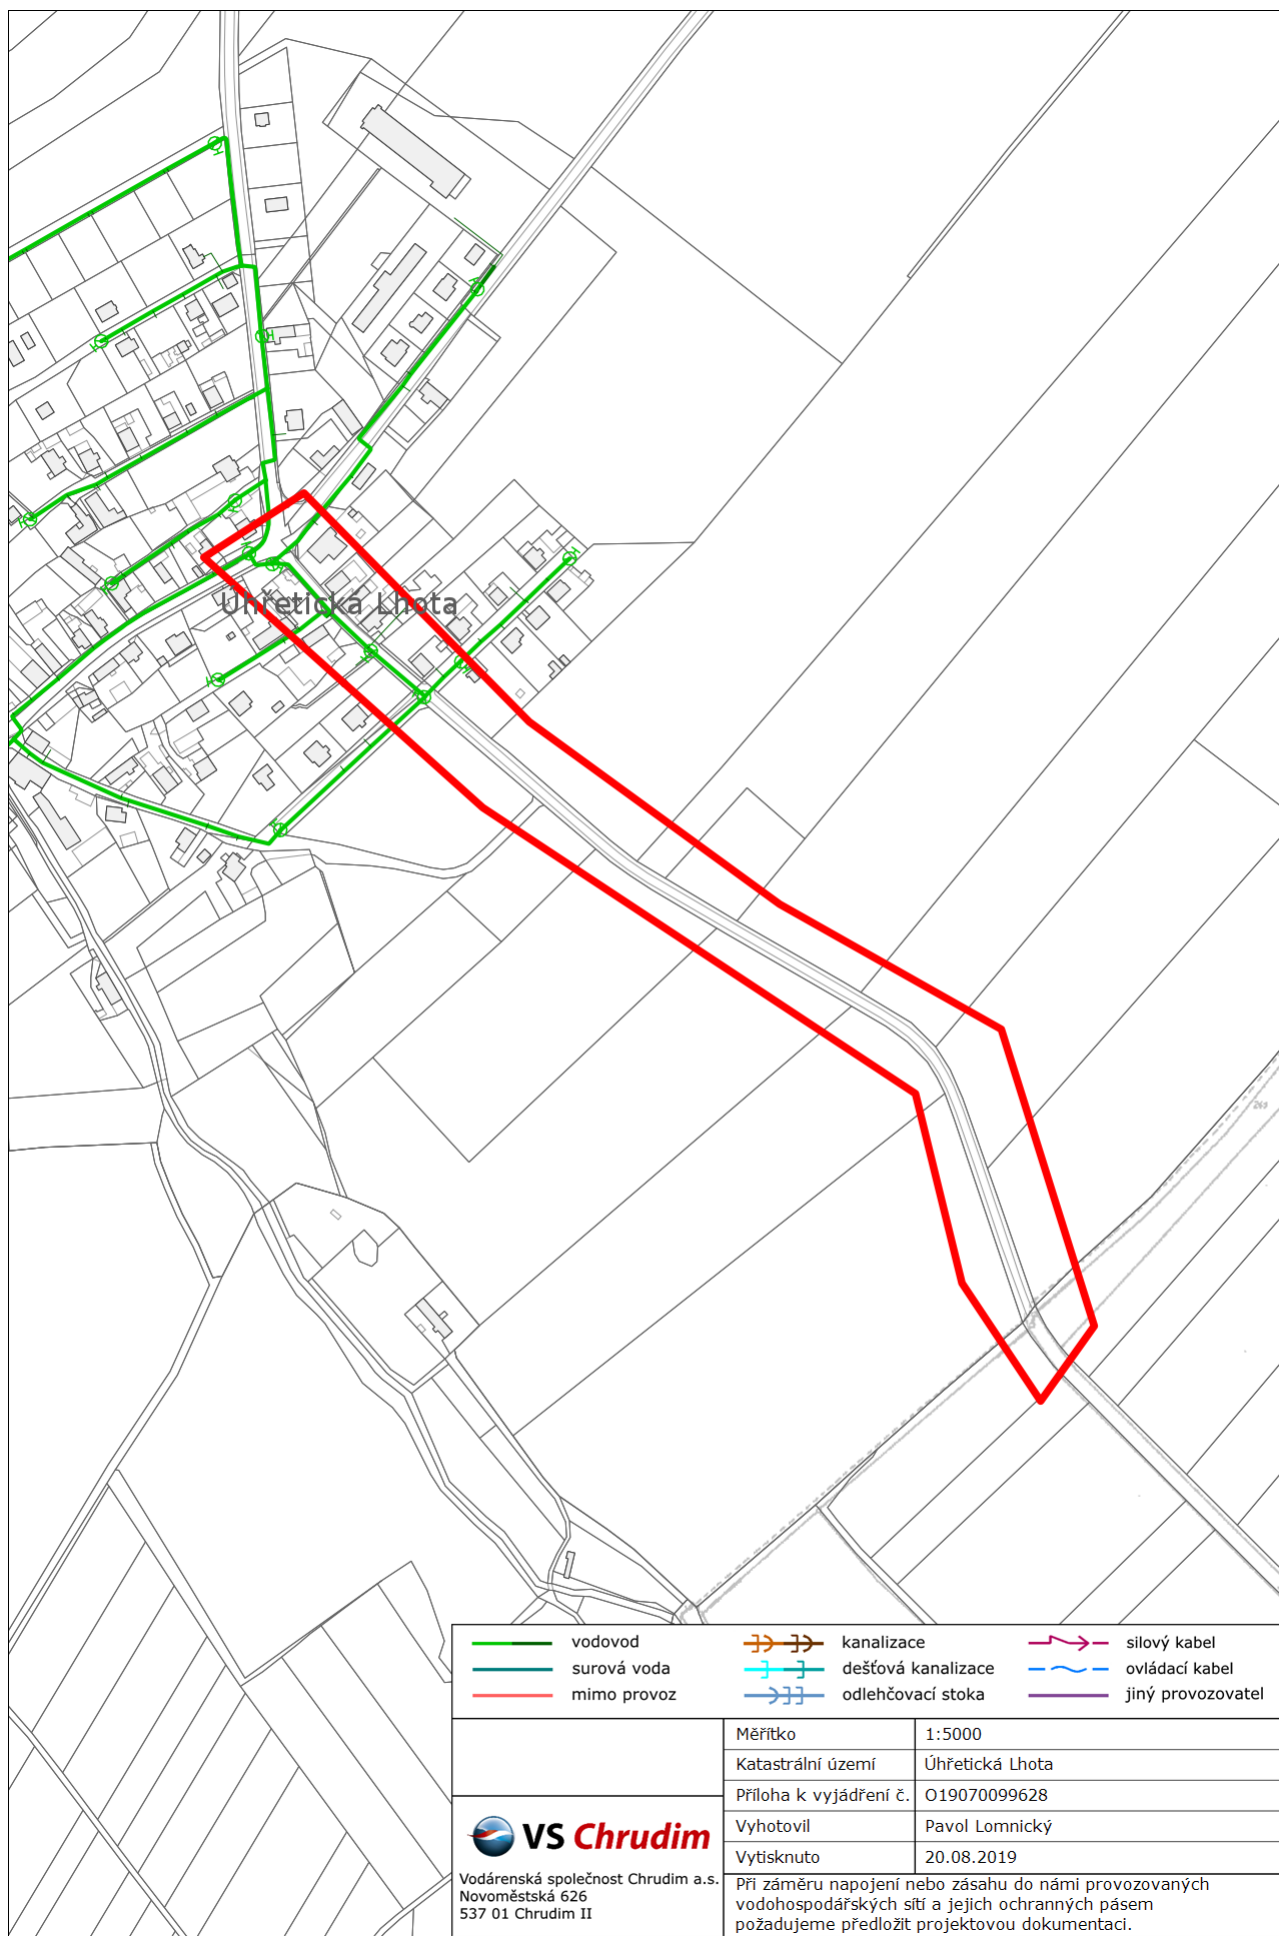 Úhřetická Lhota
vodovod
surová voda
mimo provoz
kanalizace
dešťová kanalizace
odlehčovací stoka
silový kabel
ovládací kabel
jiný provozovatel
Měřítko 1:5000
Katastrální území Úhřetická Lhota
Příloha k vyjádření č. O19070099628
Vyhotovil Pavol Lomnický
Vytisknuto 20.08.2019
VS Chrudim
Vodárenská společnost Chrudim a.s.
Novoměstská 626
537 01 Chrudim II
Při záměru napojení nebo zásahu do námi provozovaných
vodohospodářských sítí a jejich ochranných pásem
požadujeme předložit projektovou dokumentaci.